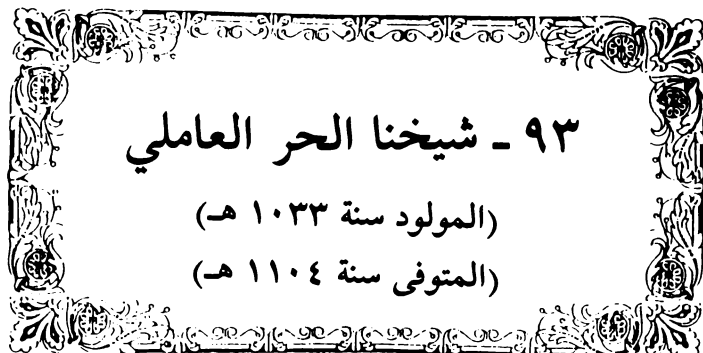 ٩٣ ـ شيخنا الحر العاملي
(المولود سنة ١٠٣٣ هـ)
(المتوفى سنة ١١٠٤ هـ)